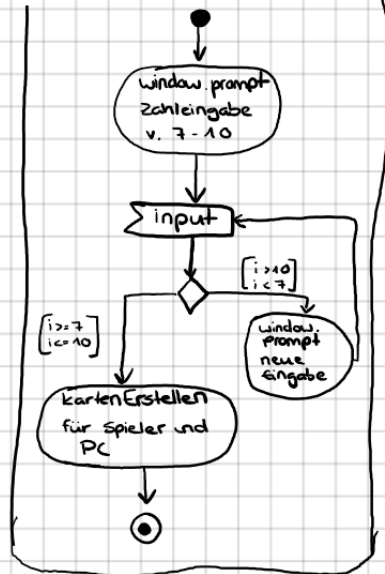 window.prompt
Zahleingabe
v. 7-10
input
[i>10
i<7]
[i>=7
i<=10]
window.
prompt
neue
Eingabe
kartenErstellen
für Spieler und
PC